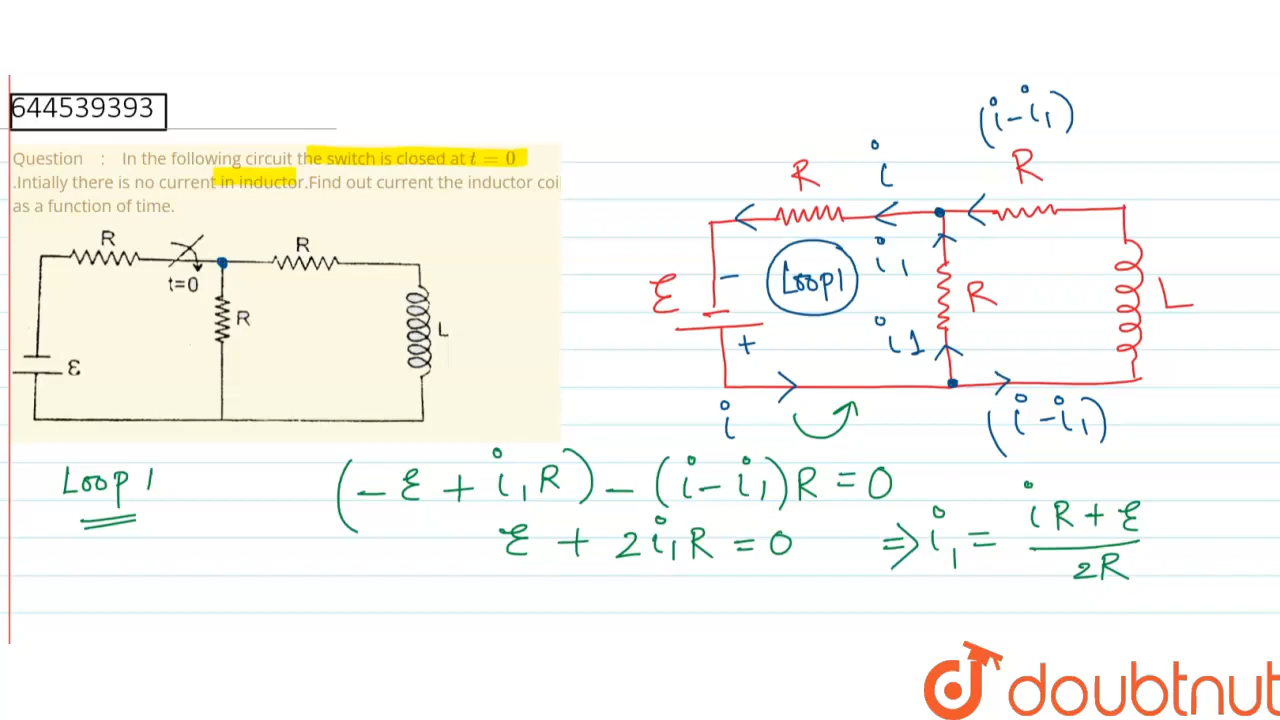 644539393
Question : In the following circuit the switch is closed at t = 0
.Intially there is no current in inductor.Find out current the inductor coi
as a function of time.
R
R
t=0
R
ε
L
(i-i1)
R
i
R
Loop1
i1
ε
-
+
R
L
i1
i
(i-i1)
Loop 1
(-ε + i1R) - (i-i1)R = 0
ε + 2i1R = 0 ⇒ i1 = iR+ε / 2R
doubtnut